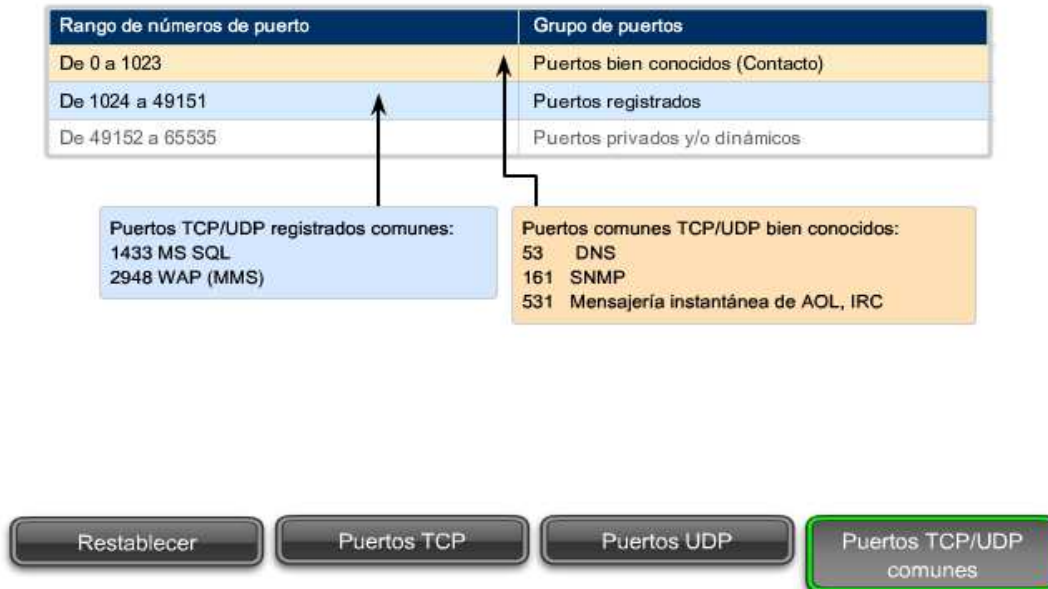 Rango de números de puerto Grupo de puertos
De 0 a 1023 Puertos bien conocidos (Contacto)
De 1024 a 49151 Puertos registrados
De 49152 a 65535 Puertos privados y/o dinámicos
Puertos TCP/UDP registrados comunes:
1433 MS SQL
2948 WAP (MMS)
Puertos comunes TCP/UDP bien conocidos:
53 DNS
161 SNMP
531 Mensajería instantánea de AOL, IRC
Restablecer
Puertos TCP
Puertos UDP
Puertos TCP/UDP
comunes